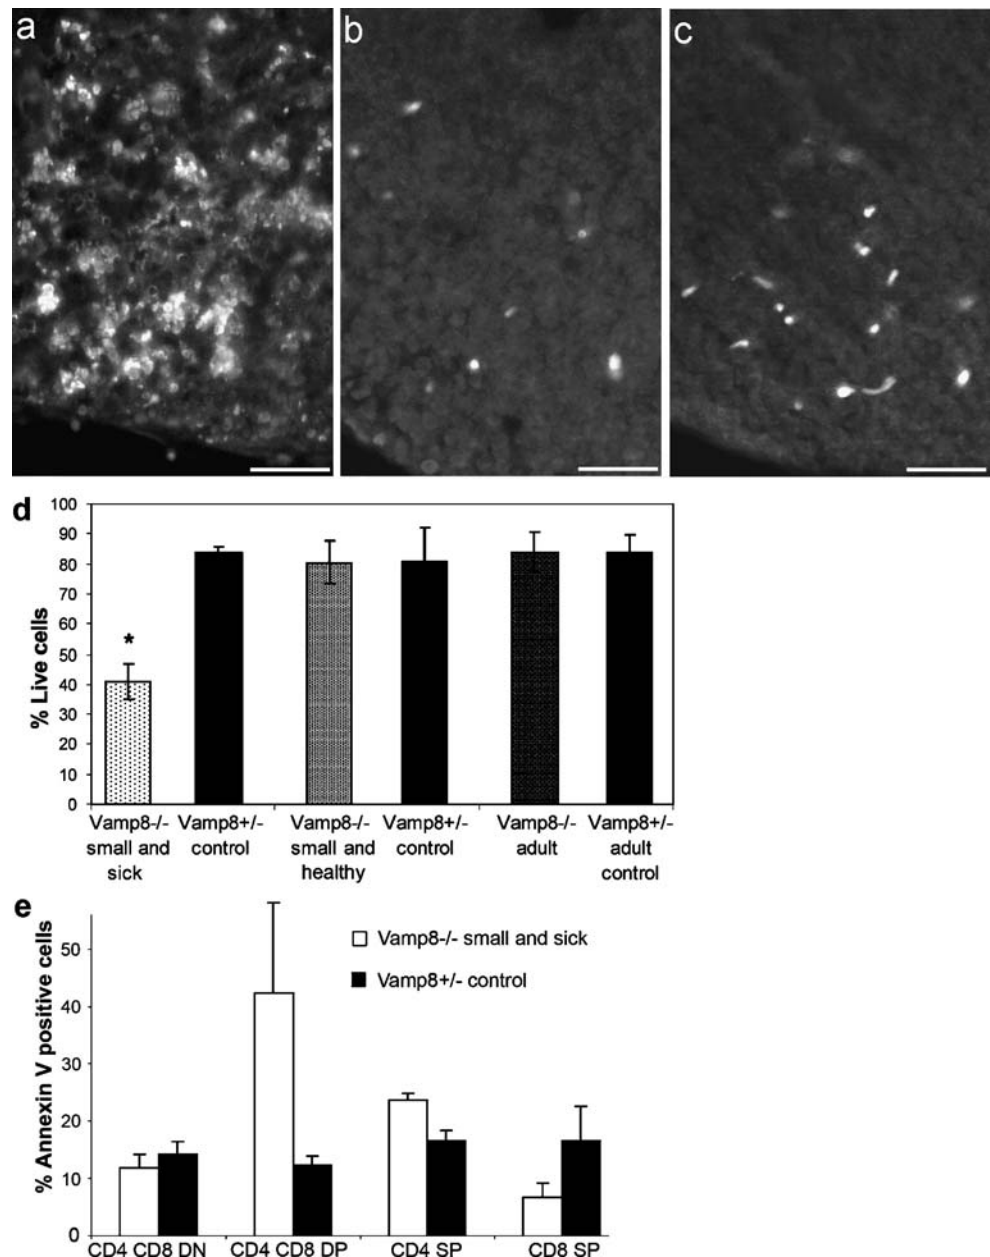 a
b
c
d
% Live cells
100
90
80
70
60
50
40
30
20
10
0
*
Vamp8-/- small and sick
Vamp8+/- control
Vamp8-/- small and healthy
Vamp8+/- control
Vamp8-/- adult
Vamp8+/- adult control
e
% Annexin V positive cells
50
40
30
20
10
0
Vamp8-/- small and sick
Vamp8+/- control
CD4 CD8 DN
CD4 CD8 DP
CD4 SP
CD8 SP